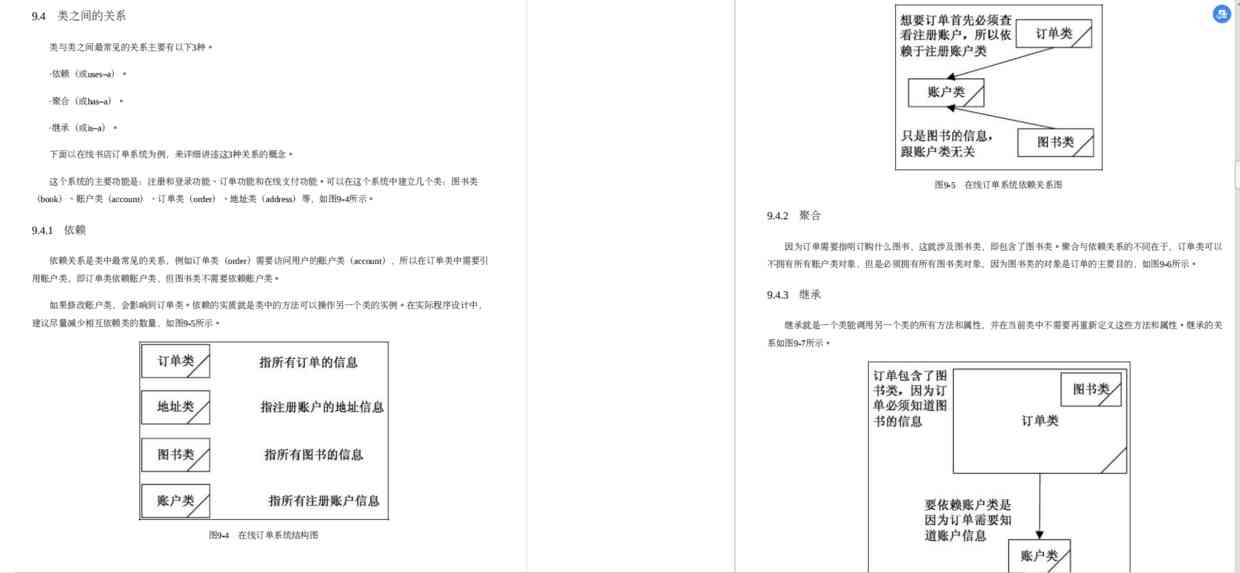 9.4 类之间的关系
类与类之间最常见的关系主要有以下3种。
·依赖（或uses-a）。
·聚合（或has-a）。
·继承（或is-a）。
下面以在线书店订单系统为例，来详细讲述这3种关系的概念。
这个系统的主要功能是：注册和登录功能、订单功能和在线支付功能。可以在这个系统中建立几个类：图书类
（book）、账户类（account）、订单类（order）、地址类（address）等，如图9-4所示。
9.4.1 依赖
依赖关系是类中最常见的关系，例如订单类（order）需要访问用户的账户类（account），所以在订单类中需要引
用账户类，即订单类依赖账户类，但图书类不需要依赖账户类。
如果修改账户类，会影响到订单类。依赖的实质就是类中的方法可以操作另一个类的实例。在实际程序设计中，
建议尽量减少相互依赖类的数量，如图9-5所示。
订单类 指所有订单的信息
地址类 指注册账户的地址信息
图书类 指所有图书的信息
账户类 指所有注册账户信息
图9-4 在线订单系统结构图
想要订单首先必须查
看注册账户，所以依
赖于注册账户类
订单类
账户类
只是图书的信息，
跟账户类无关
图书类
图9-5 在线订单系统依赖关系图
9.4.2 聚合
因为订单需要指明订购什么图书，这就涉及图书类，即包含了图书类。聚合与依赖关系的不同在于，订单类可以
不拥有所有账户类对象，但是必须拥有所有图书类对象，因为图书类的对象是订单的主要目的，如图9-6所示。
9.4.3 继承
继承就是一个类能调用另一个类的所有方法和属性，并在当前类中不需要再重新定义这些方法和属性。继承的关
系如图9-7所示。
订单包含了图
书类，因为订
单必须知道图
书的信息
图书类
订单类
要依赖账户类是
因为订单需要知
道账户信息
账户类